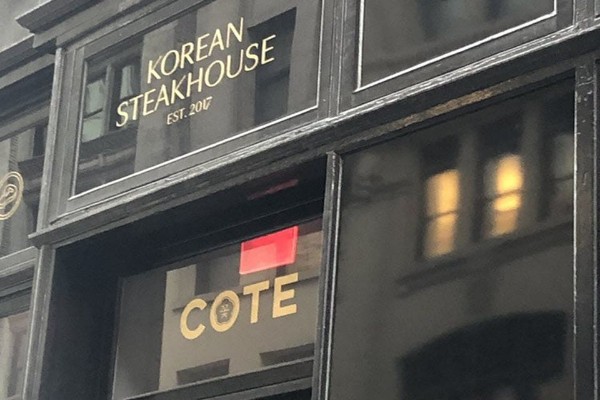 KOREAN
STEAKHOUSE
EST. 2017
COTE